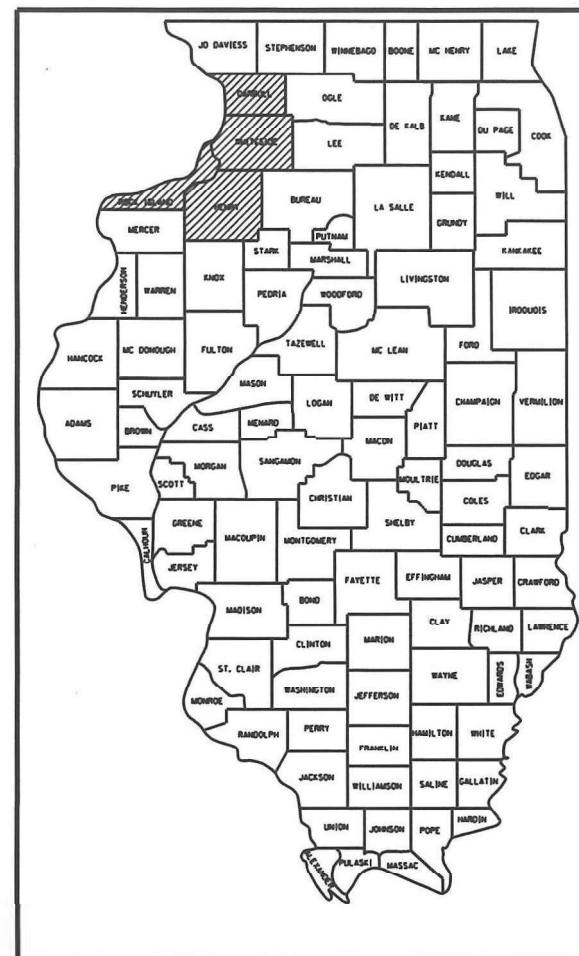 JO DAVIESS STEPHENSON WINNEBAGO BOONE MC HENRY LAKE
CARROLL OGLE DE KALB KANE DU PAGE COOK
WHITESIDE LEE KENDALL WILL
ROCK ISLAND HENRY BUREAU LA SALLE GRUNDY
MERCER PUTNAM KANKAKEE
STARK MARSHALL
HENDERSON WARREN KNOX PEORIA WOODFORD LIVINGSTON IROQUOIS
HANCOCK MC DONOUGH FULTON TAZEWELL MC LEAN FORD
SCHUYLER MASON LOGAN DE WITT CHAMPAIGN VERMILION
ADAMS BROWN CASS MENARD MACON PIATT
PIKE SCOTT MORGAN SANGAMON MOULTRIE DOUGLAS EDGAR
CHRISTIAN COLES
CALHOUN GREENE MACOUPIN MONTGOMERY SHELBY CUMBERLAND CLARK
JERSEY FAYETTE EFFINGHAM JASPER CRAWFORD
MADISON BOND CLAY RICHLAND LAWRENCE
CLINTON MARION
ST. CLAIR WASHINGTON JEFFERSON WAYNE EDWARDS WABASH
MONROE
RANDOLPH PERRY FRANKLIN HAMILTON WHITE
JACKSON WILLIAMSON SALINE GALLATIN
UNION JOHNSON POPE HARDIN
ALEXANDER PULASKI MASSAC